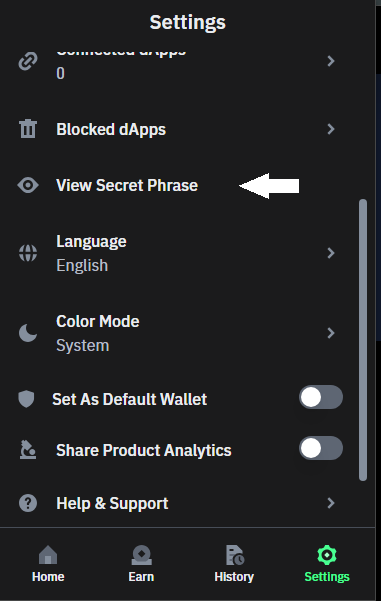 Settings
Connected dApps
0
Blocked dApps
View Secret Phrase
Language
English
Color Mode
System
Set As Default Wallet
Share Product Analytics
Help & Support
Home
Earn
History
Settings